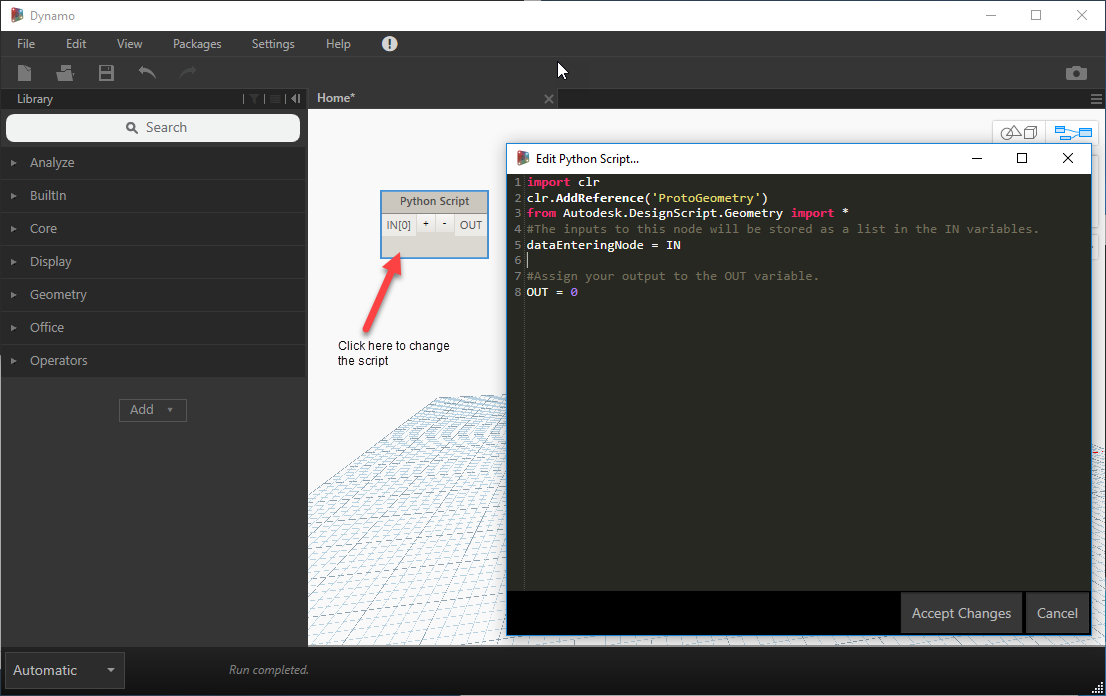 Dynamo
File Edit View Packages Settings Help
Library
Home*
Search
Analyze
BuiltIn
Core
Display
Geometry
Office
Operators
Add
Python Script
IN[0] + - OUT
Click here to change
the script
Edit Python Script...
1 import clr
2 clr.AddReference('ProtoGeometry')
3 from Autodesk.DesignScript.Geometry import *
4 #The inputs to this node will be stored as a list in the IN variables.
5 dataEnteringNode = IN
6
7 #Assign your output to the OUT variable.
8 OUT = 0
Accept Changes Cancel
Automatic
Run completed.